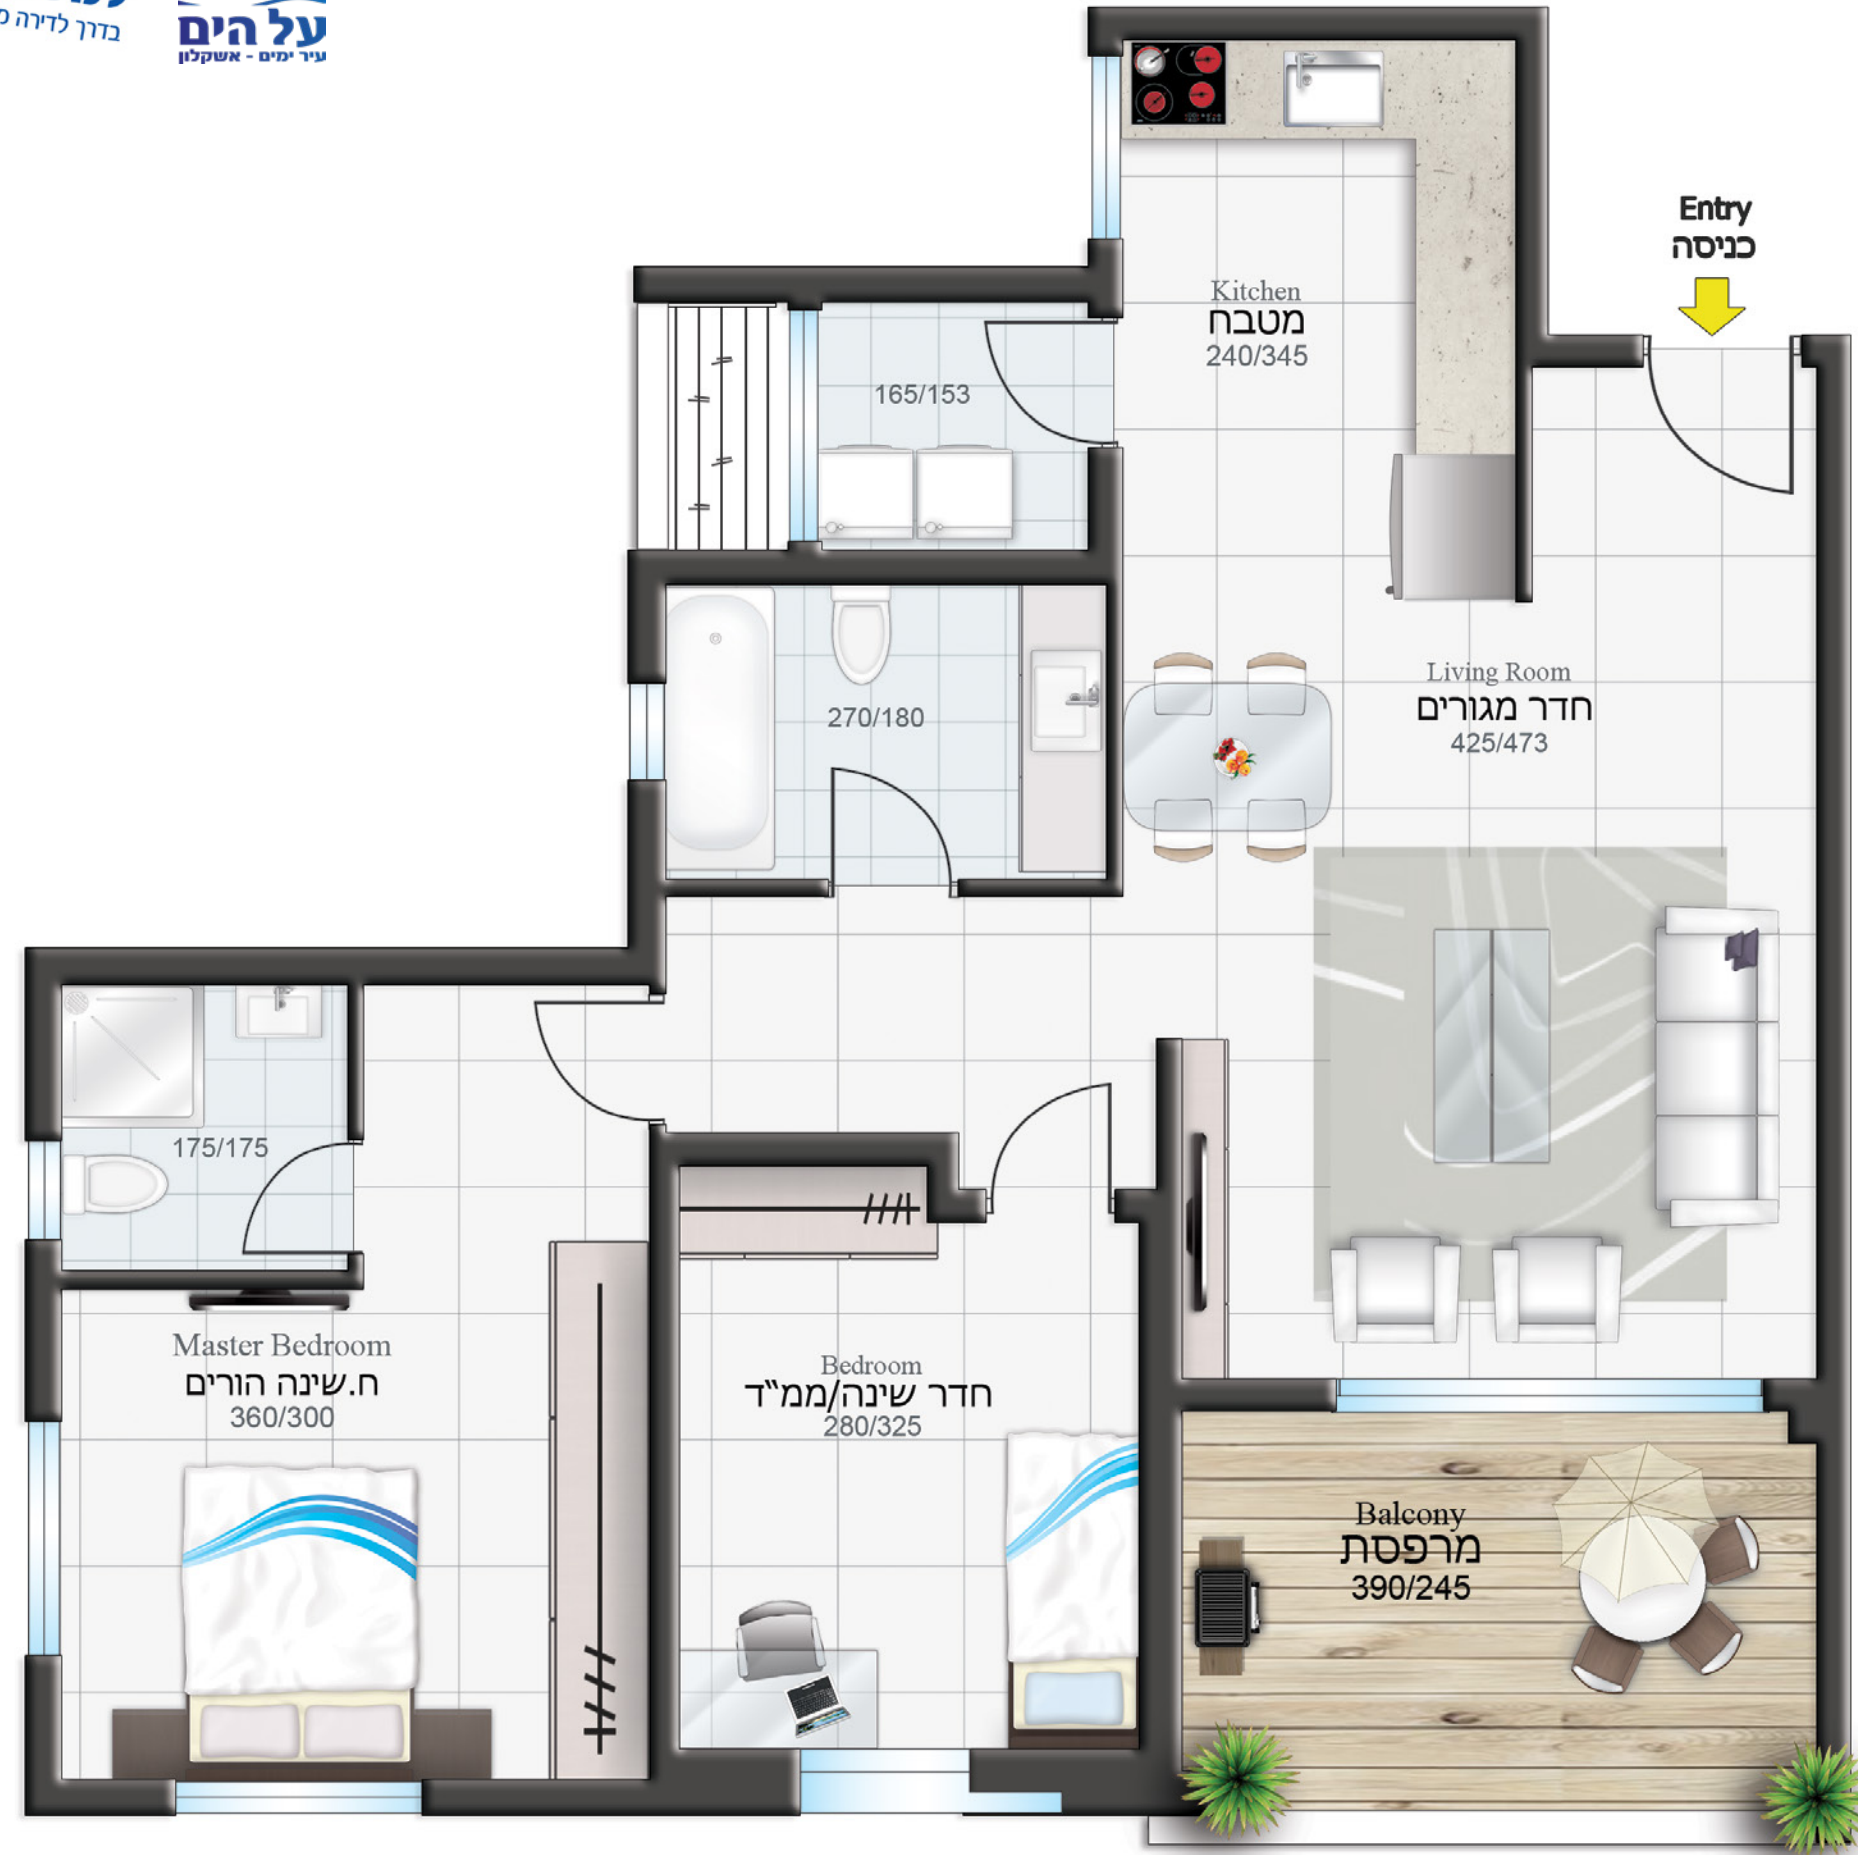 בדרך לדירה
על הים
עיר ימים - אשקלון
Entry
כניסה
Kitchen
מטבח
240/345
165/153
Living Room
חדר מגורים
425/473
270/180
175/175
Master Bedroom
ח.שינה הורים
360/300
Bedroom
חדר שינה/ממ"ד
280/325
Balcony
מרפסת
390/245